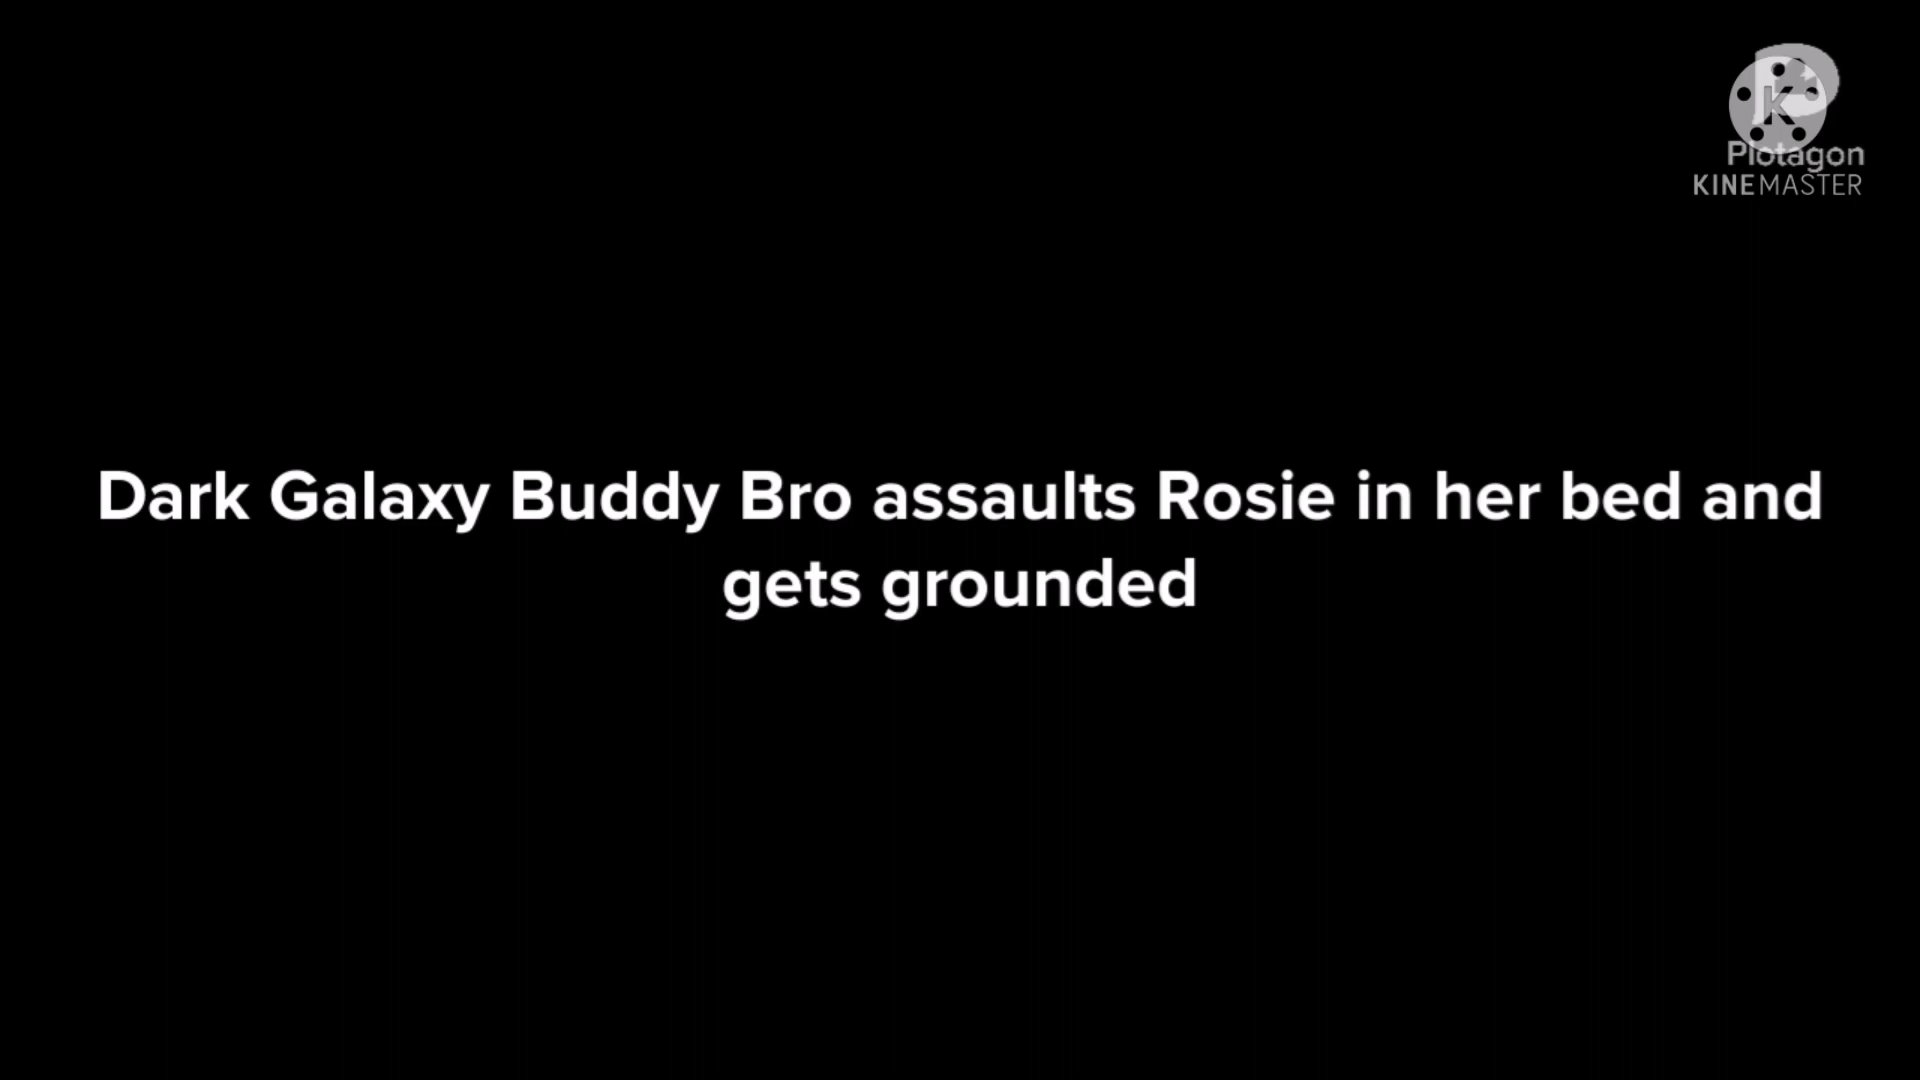 Plotagon
KINEMASTER
Dark Galaxy Buddy Bro assaults Rosie in her bed and
gets grounded